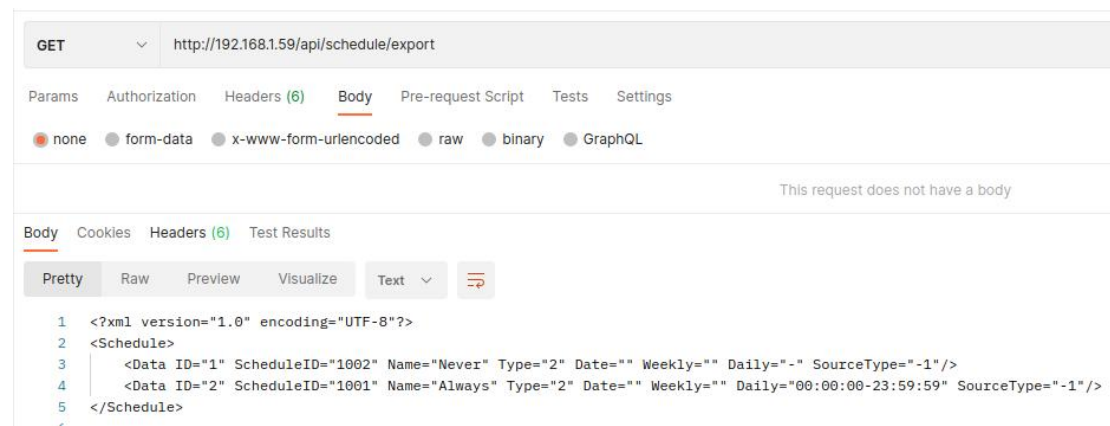 GET http://192.168.1.59/api/schedule/export
Params Authorization Headers (6) Body Pre-request Script Tests Settings
none form-data x-www-form-urlencoded raw binary GraphQL
This request does not have a body
Body Cookies Headers (6) Test Results
Pretty Raw Preview Visualize Text
1 <?xml version="1.0" encoding="UTF-8"?>
2 <Schedule>
3 <Data ID="1" ScheduleID="1002" Name="Never" Type="2" Date="" Weekly="" Daily="-" SourceType="-1"/>
4 <Data ID="2" ScheduleID="1001" Name="Always" Type="2" Date="" Weekly="" Daily="00:00:00-23:59:59" SourceType="-1"/>
5 </Schedule>